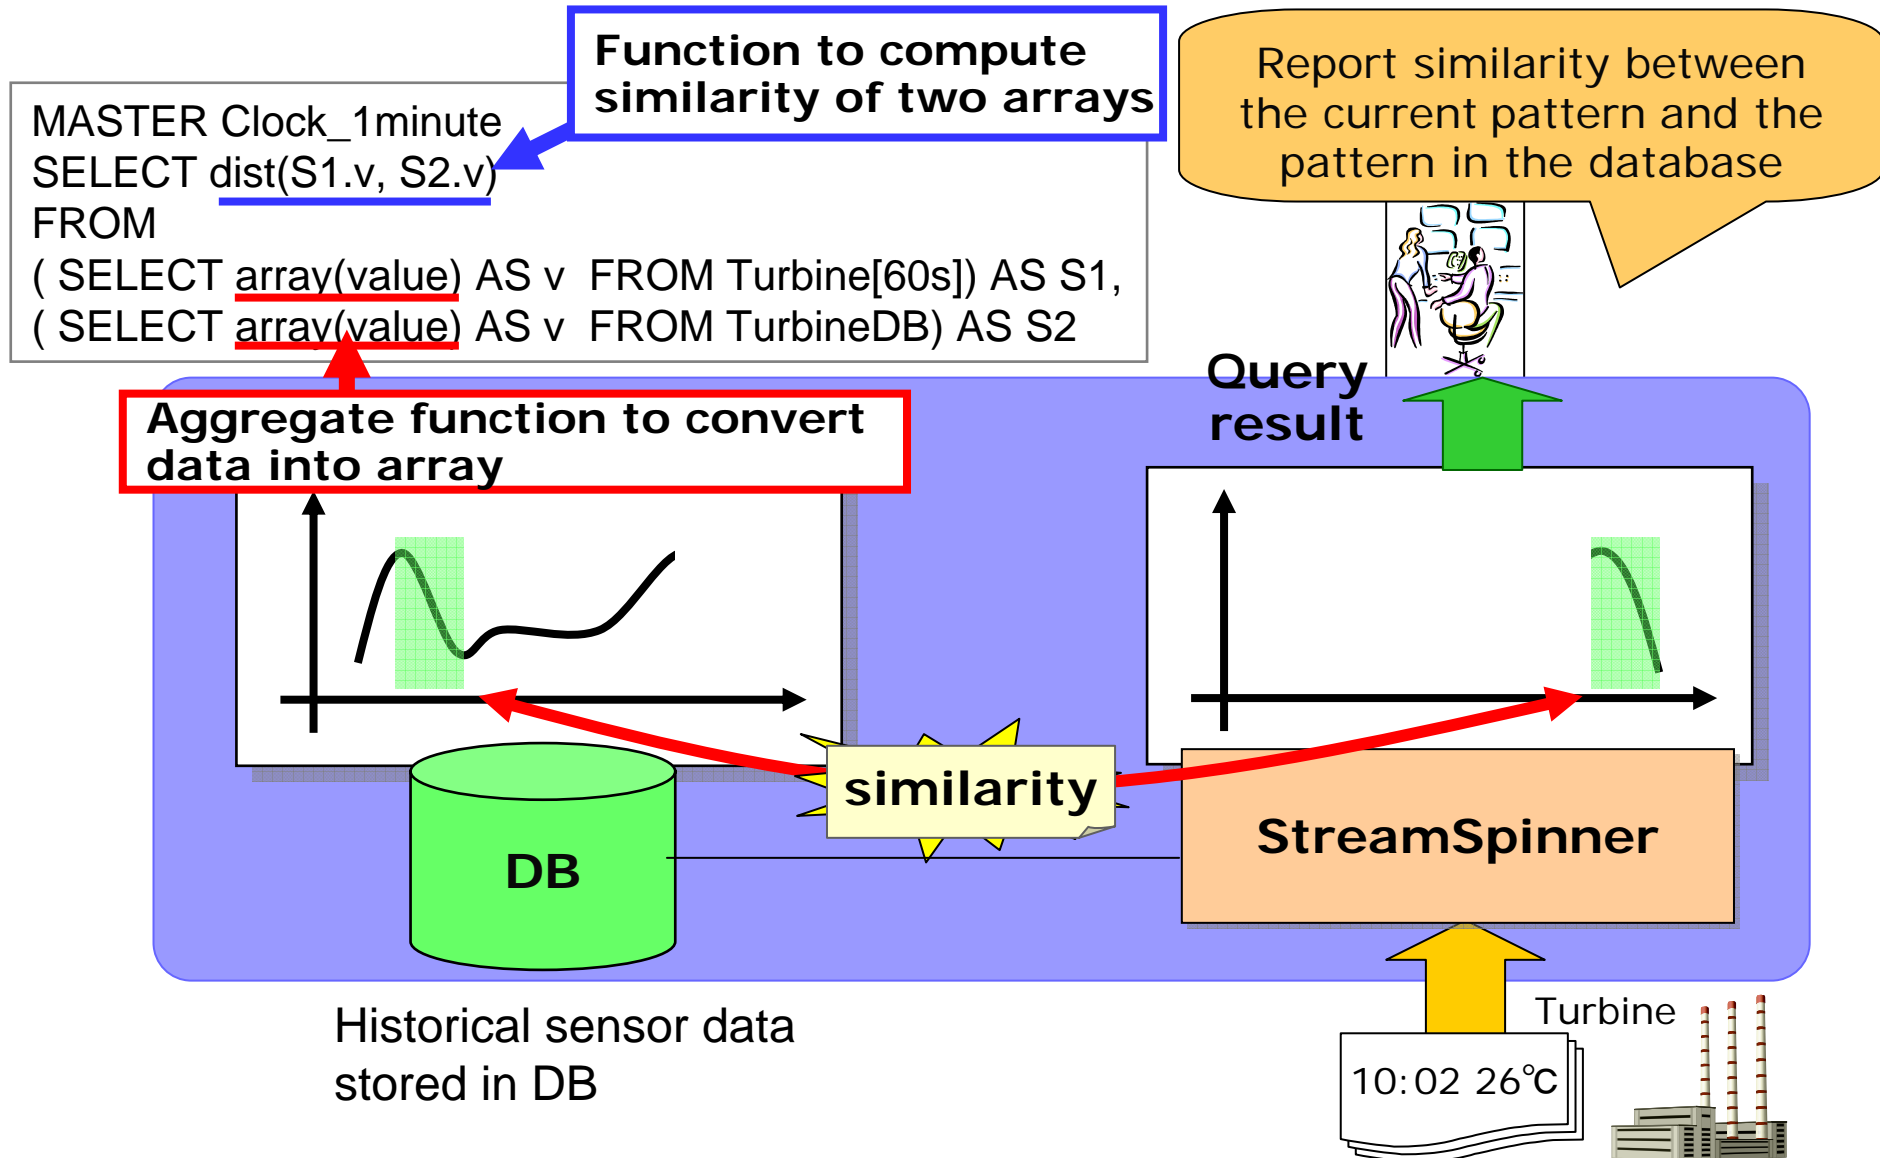 Function to compute
similarity of two arrays
MASTER Clock_1minute
SELECT dist(S1.v, S2.v)
FROM
( SELECT array(value) AS v  FROM Turbine[60s]) AS S1,
( SELECT array(value) AS v  FROM TurbineDB) AS S2
Report similarity between
the current pattern and the
pattern in the database
Aggregate function to convert
data into array
Query
result
similarity
DB
StreamSpinner
Historical sensor data
stored in DB
Turbine
10:02 26℃